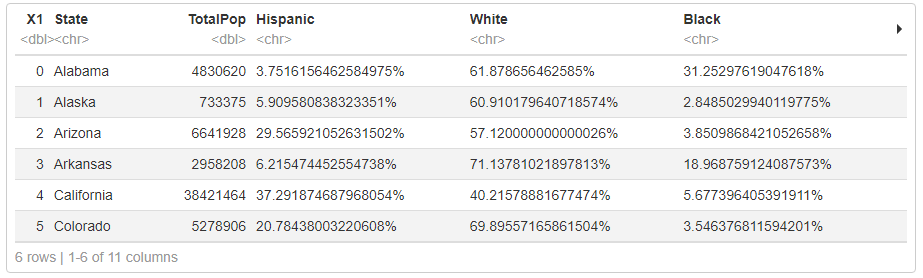 X1 State TotalPop Hispanic White Black
<dbl> <chr> <dbl> <chr> <chr> <chr>
0 Alabama 4830620 3.7516156462584975% 61.878656462585% 31.25297619047618%
1 Alaska 733375 5.909580838323351% 60.910179640718574% 2.8485029940119775%
2 Arizona 6641928 29.565921052631502% 57.120000000000026% 3.8509868421052658%
3 Arkansas 2958208 6.215474452554738% 71.13781021897813% 18.968759124087573%
4 California 38421464 37.291874687968054% 40.21578881677474% 5.677396405391911%
5 Colorado 5278906 20.78438003220608% 69.89557165861504% 3.546376811594201%
6 rows | 1-6 of 11 columns